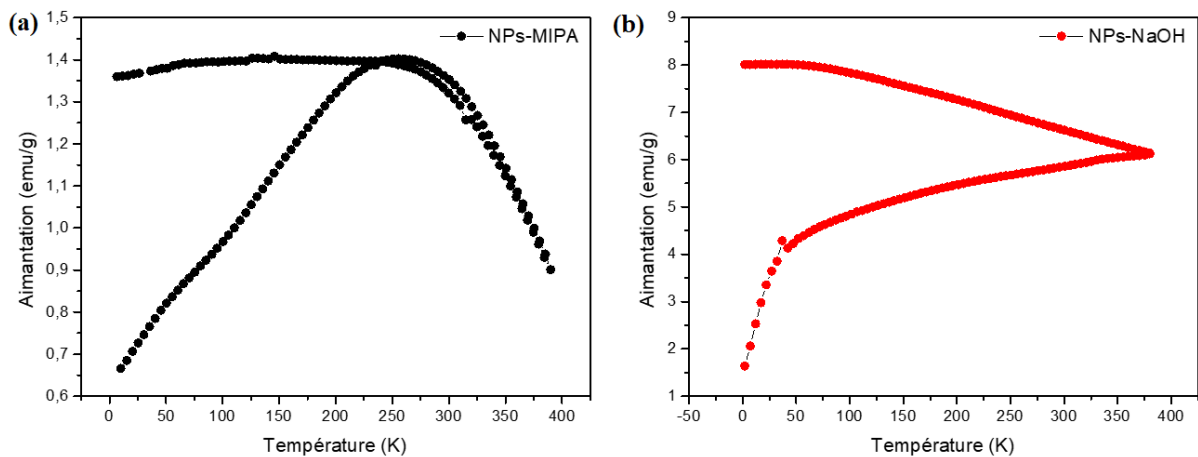 (a)
NPs-MIPA
1,5
1,4
1,3
1,2
1,1
1,0
0,9
0,8
0,7
0,6
Aimantation (emu/g)
0 50 100 150 200 250 300 350 400
Température (K)
(b)
NPs-NaOH
9
8
7
6
5
4
3
2
1
Aimantation (emu/g)
-50 0 50 100 150 200 250 300 350 400
Température (K)